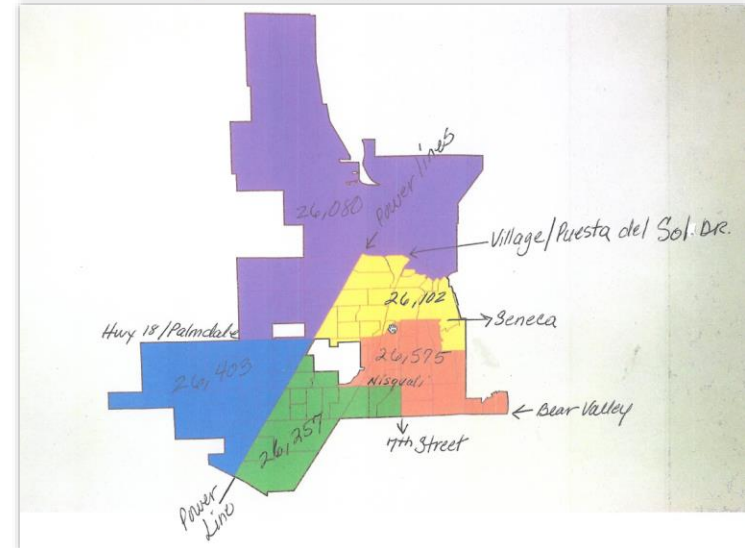 26,080
Power lines
Village/Puesta del Sol. DR.
26,102
Seneca
Hwy 18/Palmdale
26,403
26,575
Nisquali
Bear Valley
26,257
7th Street
Power
Line